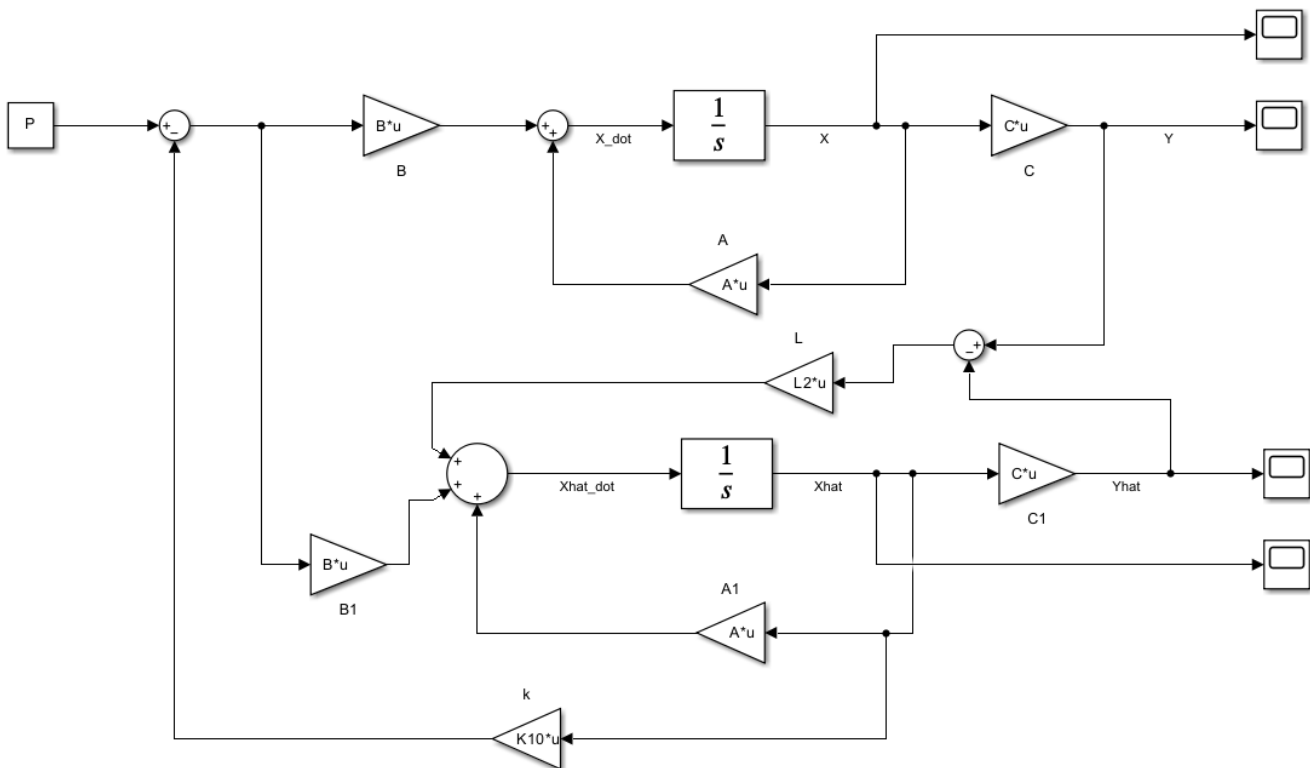 P
+
−
B*u
B
+
+
X_dot
1
s
X
C*u
C
Y
A
A*u
L
L2*u
−
+
+
+
+
Xhat_dot
1
s
Xhat
C*u
C1
Yhat
B*u
B1
A1
A*u
k
K10*u